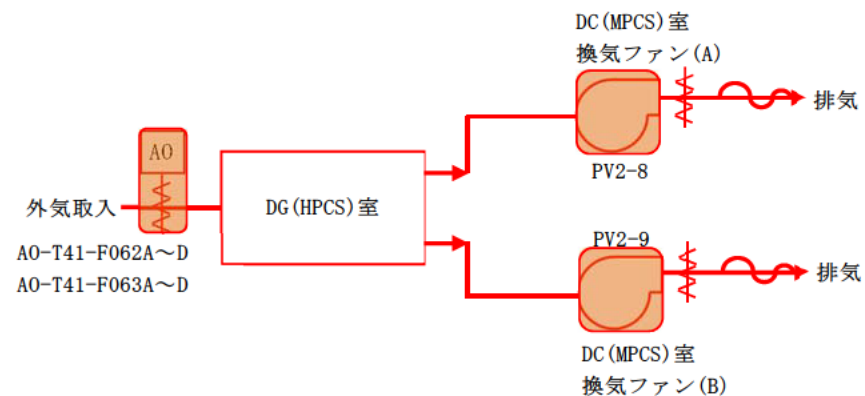 DC(MPCS)室
換気ファン(A)
排気
PV2-8
AO
外気取入
DG(HPCS)室
AO-T41-F062A～D
AO-T41-F063A～D
PV2-9
排気
DC(MPCS)室
換気ファン(B)